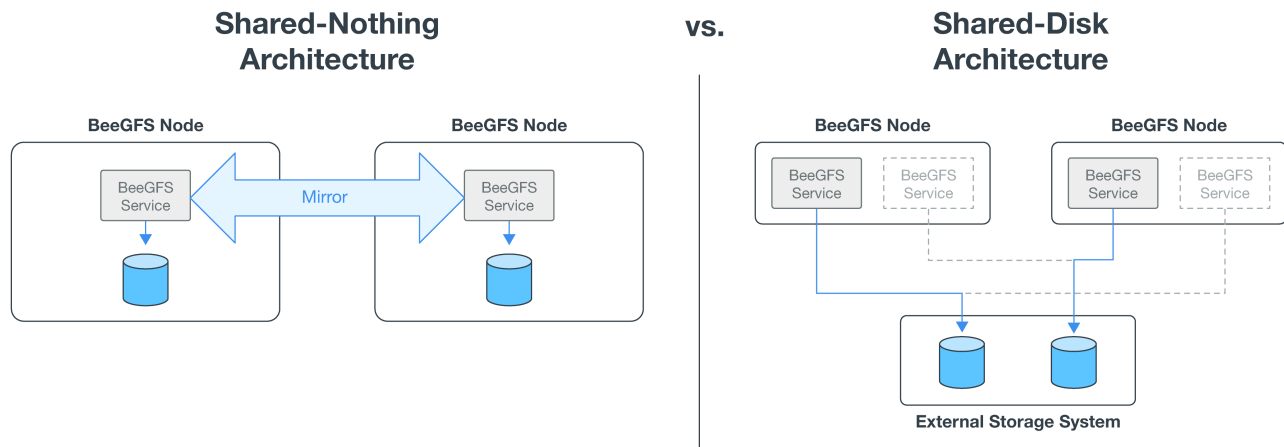 Shared-Nothing
Architecture
vs.
Shared-Disk
Architecture
BeeGFS Node
BeeGFS Node
BeeGFS
Service
Mirror
BeeGFS
Service
BeeGFS Node
BeeGFS Node
BeeGFS
Service
BeeGFS
Service
BeeGFS
Service
BeeGFS
Service
External Storage System